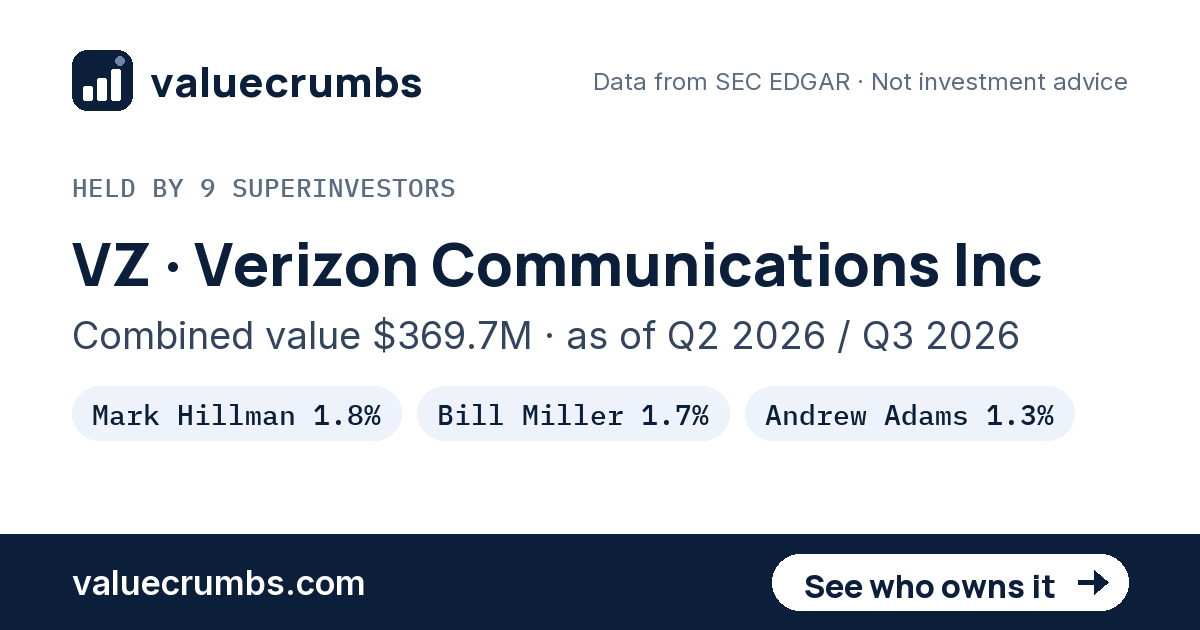 valuecrumbs
Data from SEC EDGAR · Not investment advice
HELD BY 9 SUPERINVESTORS
VZ · Verizon Communications Inc
Combined value $369.7M · as of Q2 2026 / Q3 2026
Mark Hillman 1.8%
Bill Miller 1.7%
Andrew Adams 1.3%
valuecrumbs.com
See who owns it